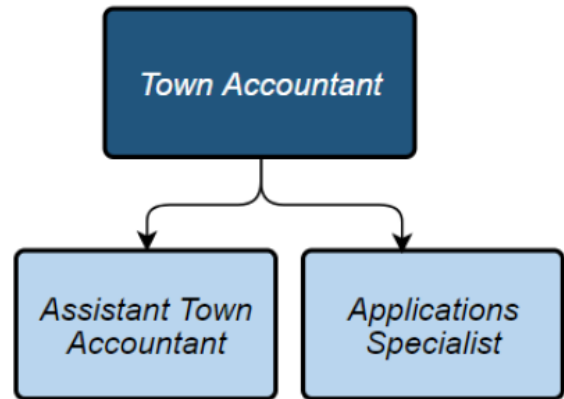 Town Accountant
Assistant Town
Accountant
Applications
Specialist